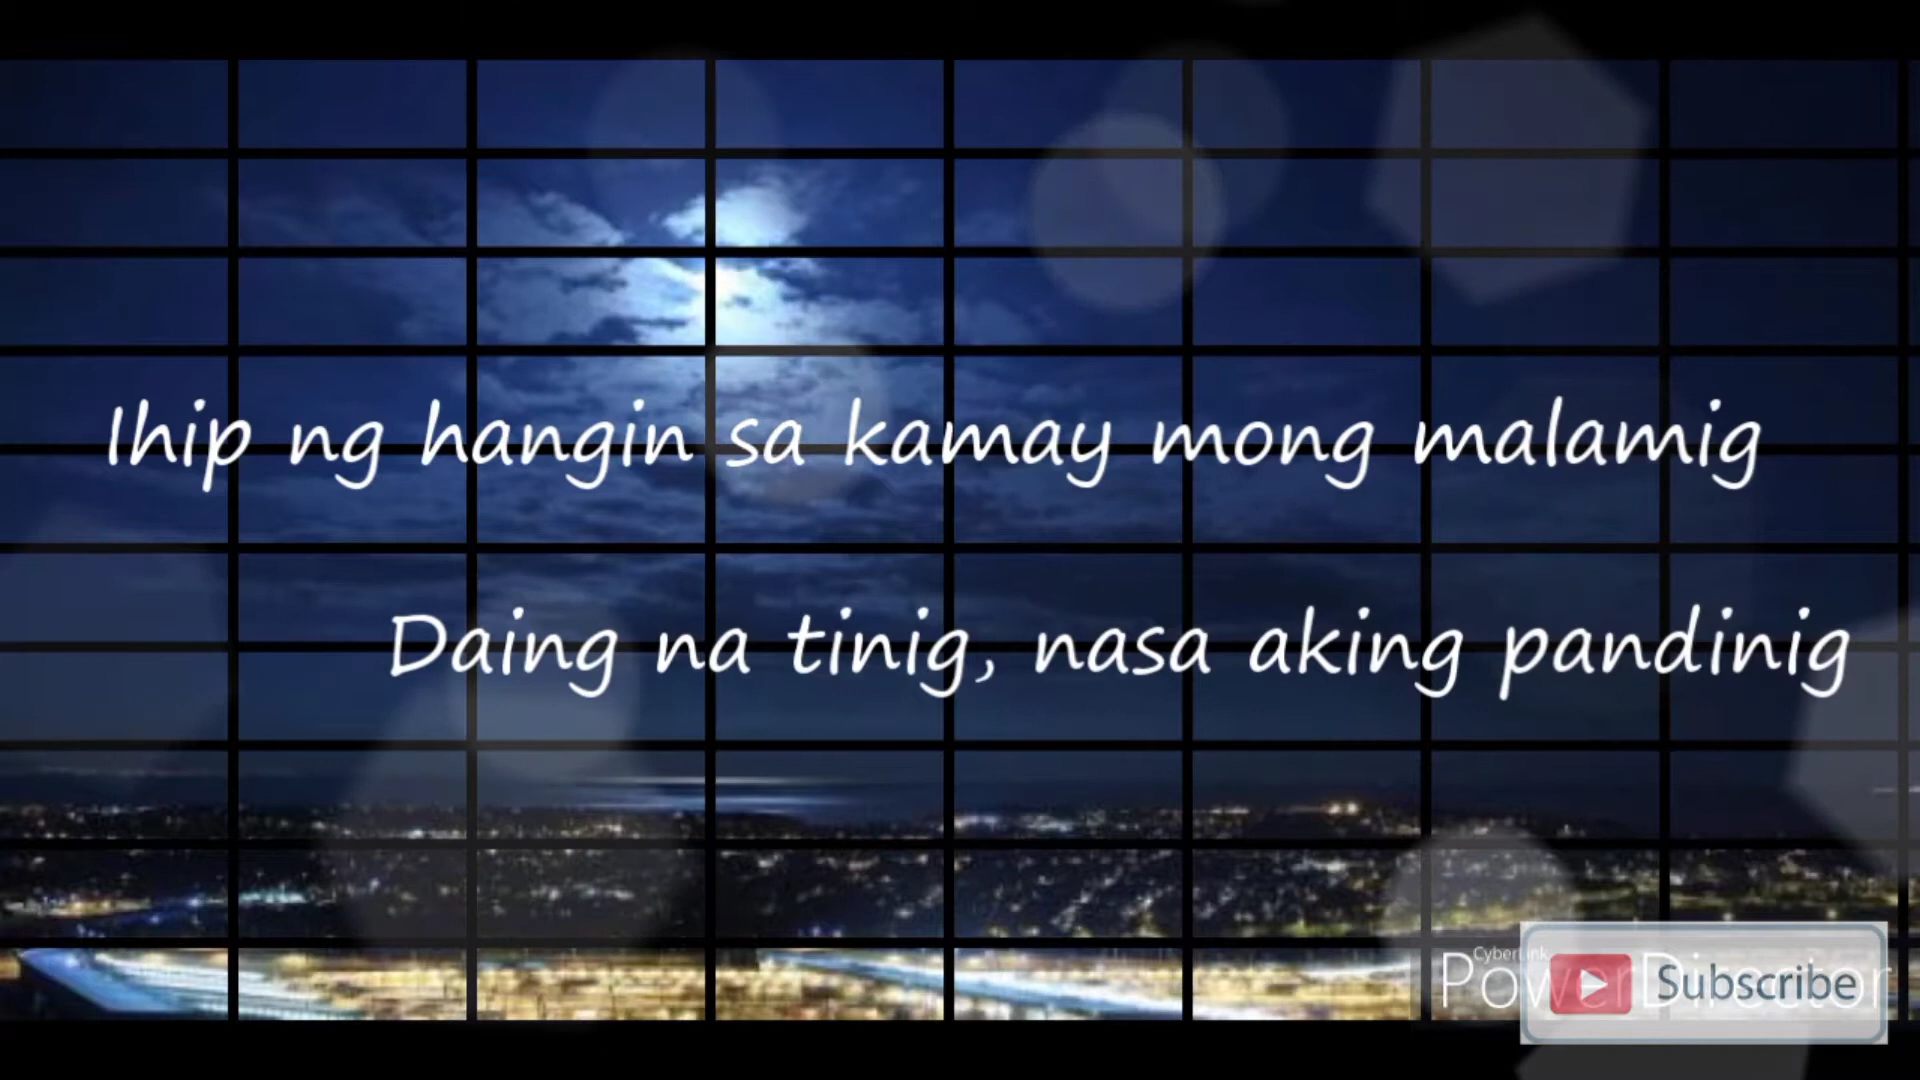 Ihip ng hangin sa kamay mong malamig
Daing na tinig, nasa aking pandinig
CyberLink
PowerDirector
Subscribe